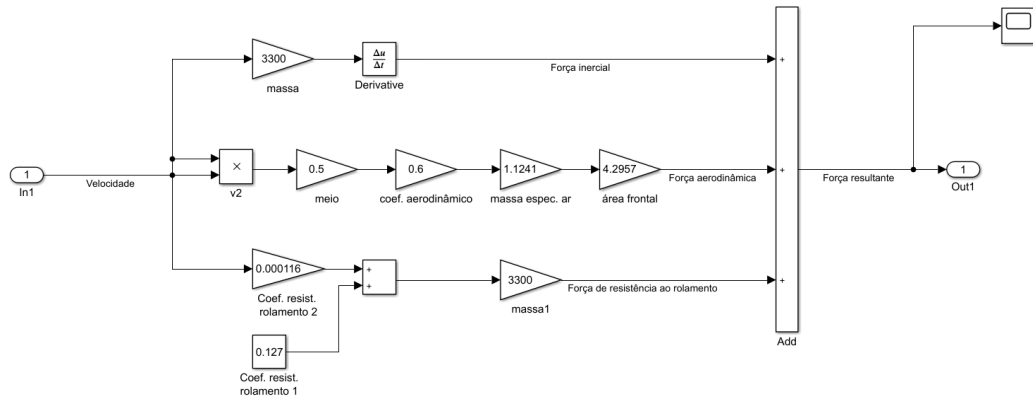 3300
massa
Δu
Δt
Derivative
Força inercial
+
1
In1
Velocidade
×
v2
0.5
meio
0.6
coef. aerodinâmico
1.1241
massa espec. ar
4.2957
área frontal
Força aerodinâmica
+
Força resultante
1
Out1
0.000116
Coef. resist.
rolamento 2
+
+
3300
massa1
Força de resistência ao rolamento
+
Add
0.127
Coef. resist.
rolamento 1